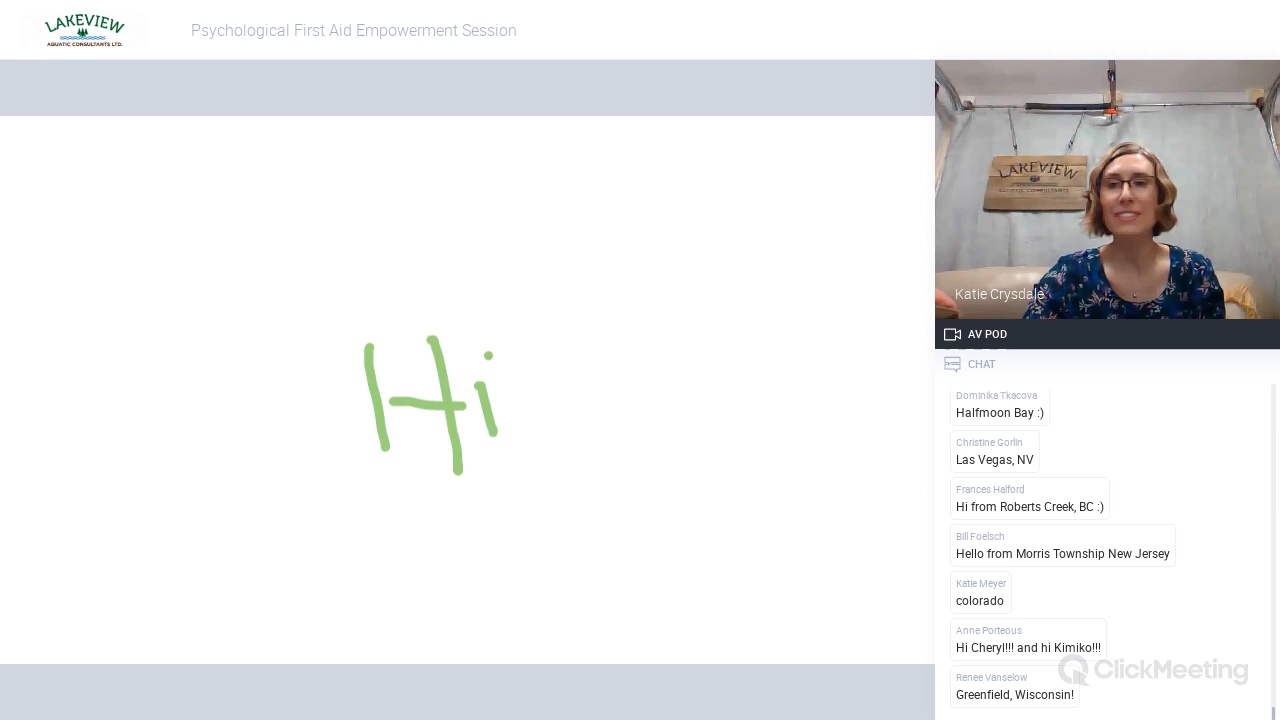 LAKEVIEW
AQUATIC CONSULTANTS LTD.
Psychological First Aid Empowerment Session
Hi
LAKEVIEW
AQUATIC CONSULTANTS
Katie Crysdale
AV POD
CHAT
Dominika Tkacova
Halfmoon Bay :)
Christine Gorlin
Las Vegas, NV
Frances Halford
Hi from Roberts Creek, BC :)
Bill Foelsch
Hello from Morris Township New Jersey
Katie Meyer
colorado
Anne Porteous
Hi Cheryl!!! and hi Kimiko!!!
Renee Vanselow
Greenfield, Wisconsin!
ClickMeeting